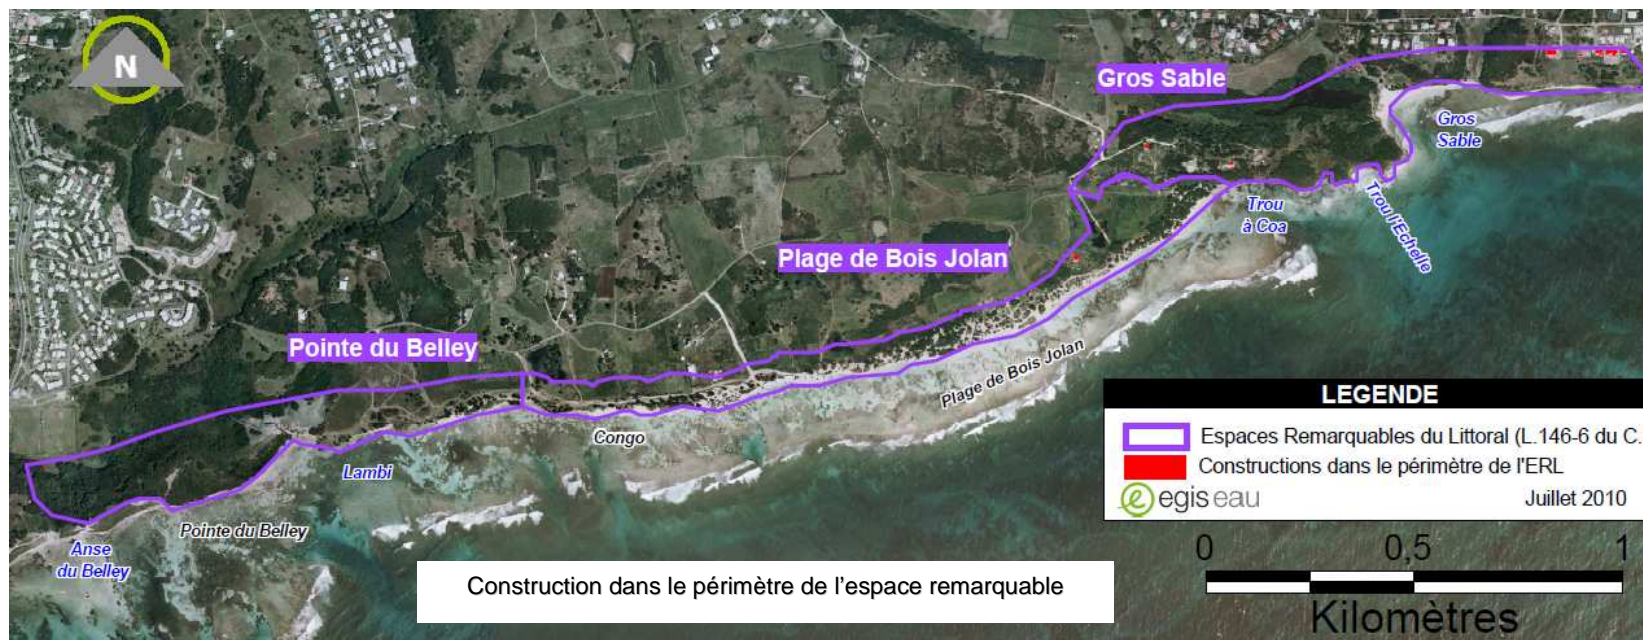 N
Gros Sable
Gros
Sable
Trou
à Coa
Trou l'Echelle
Plage de Bois Jolan
Pointe du Belley
Plage de Bois Jolan
Congo
Lambi
Pointe du Belley
Anse
du Belley
LEGENDE
Espaces Remarquables du Littoral (L.146-6 du C.
Constructions dans le périmètre de l'ERL
egis eau Juillet 2010
0 0,5 1
Kilomètres
Construction dans le périmètre de l'espace remarquable